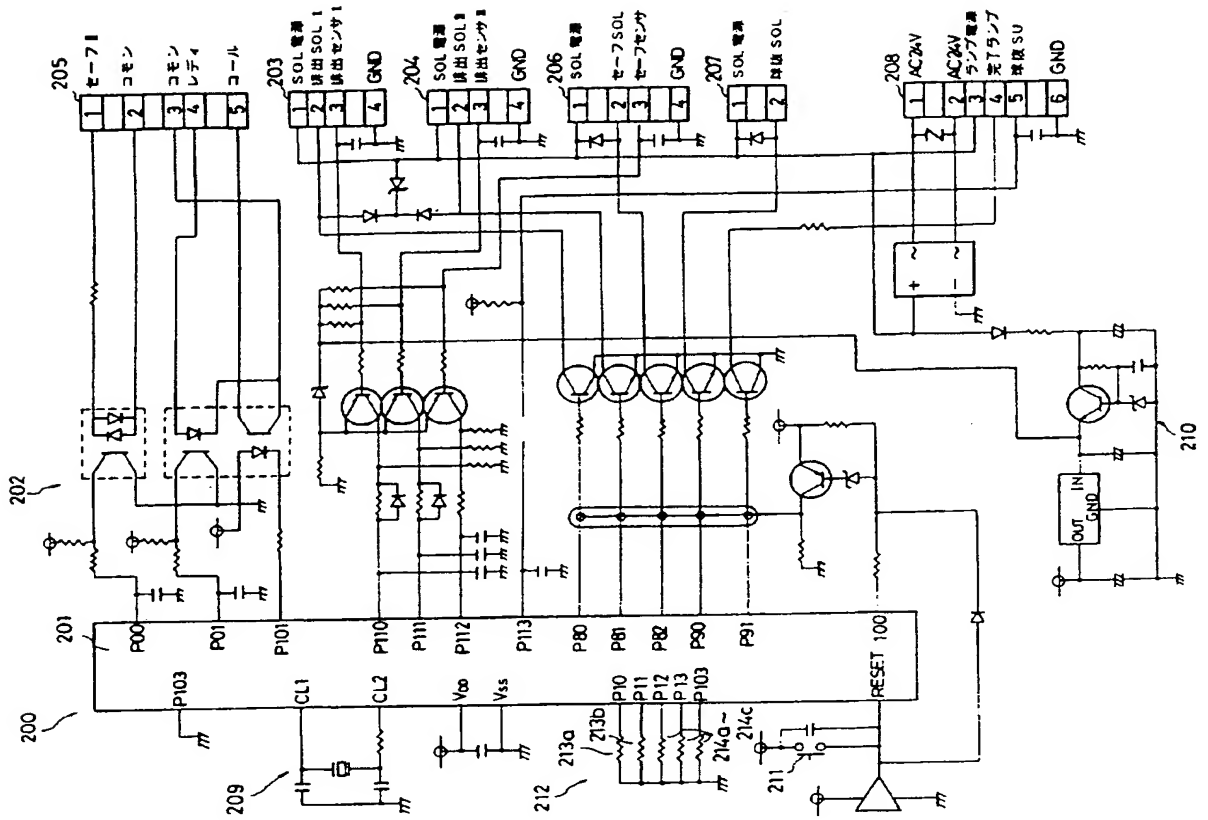 200
201
P103
CL1
CL2
VDD
VSS
P10
P11
P12
P13
P103
RESET
P00
P01
P101
P110
P111
P112
P113
P80
P81
P82
P90
P91
100
209
212
213a
213b
214a~
214c
211
202
210
OUT
IN
GND
+
-
~
~
205
1
セーフⅡ
2
コモン
3
コモン
4
レディ
5
コール
203
1
SOL電源
2
排出SOLⅠ
3
排出センサⅠ
4
GND
204
1
SOL電源
2
排出SOLⅡ
3
排出センサⅡ
4
GND
206
1
SOL電源
2
セーフSOL
3
セーフセンサ
4
GND
207
1
SOL電源
2
球抜SOL
208
1
AC24V
2
AC24V
3
ランプ電源
4
完了ランプ
5
球抜SU
6
GND